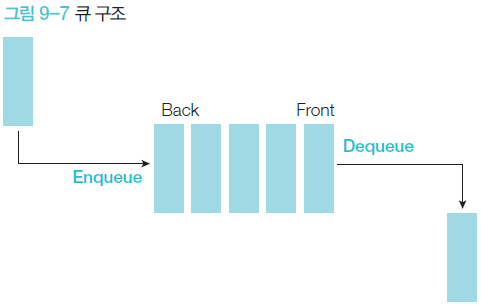 그림 9-7 큐 구조
Back Front
Dequeue
Enqueue